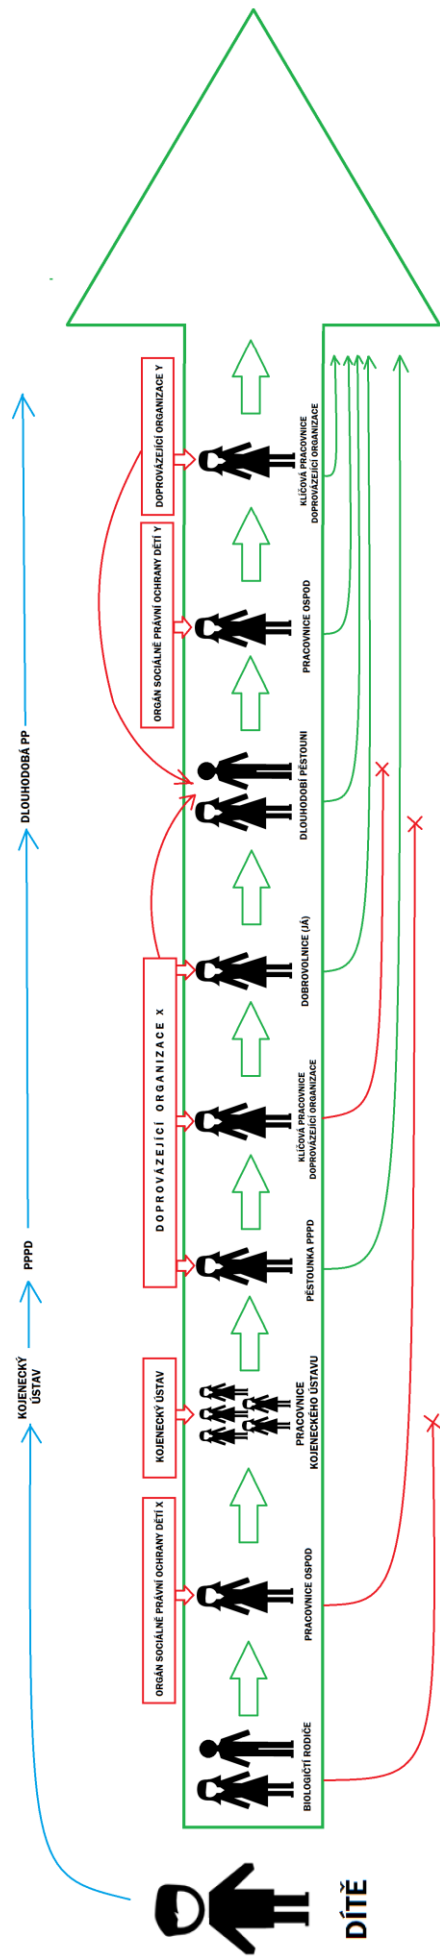 DÍTĚ
KOJENECKÝ
ÚSTAV
PPPD
DLOUHODOBÁ PP
ORGÁN SOCIÁLNĚ PRÁVNÍ OCHRANY DĚTÍ X
KOJENECKÝ ÚSTAV
DOPROVÁZEJÍCÍ ORGANIZACE X
ORGÁN SOCIÁLNĚ PRÁVNÍ OCHRANY DĚTÍ Y
DOPROVÁZEJÍCÍ ORGANIZACE Y
BIOLOGIČTÍ RODIČE
PRACOVNICE OSPOD
PRACOVNICE
KOJENECKÉHO ÚSTAVU
PĚSTOUNKA PPPD
KLÍČOVÁ PRACOVNICE
DOPROVÁZEJÍCÍ ORGANIZACE
DOBROVOLNICE (JÁ)
DLOUHODOBÍ PĚSTOUNI
PRACOVNICE OSPOD
KLÍČOVÁ PRACOVNICE
DOPROVÁZEJÍCÍ ORGANIZACE